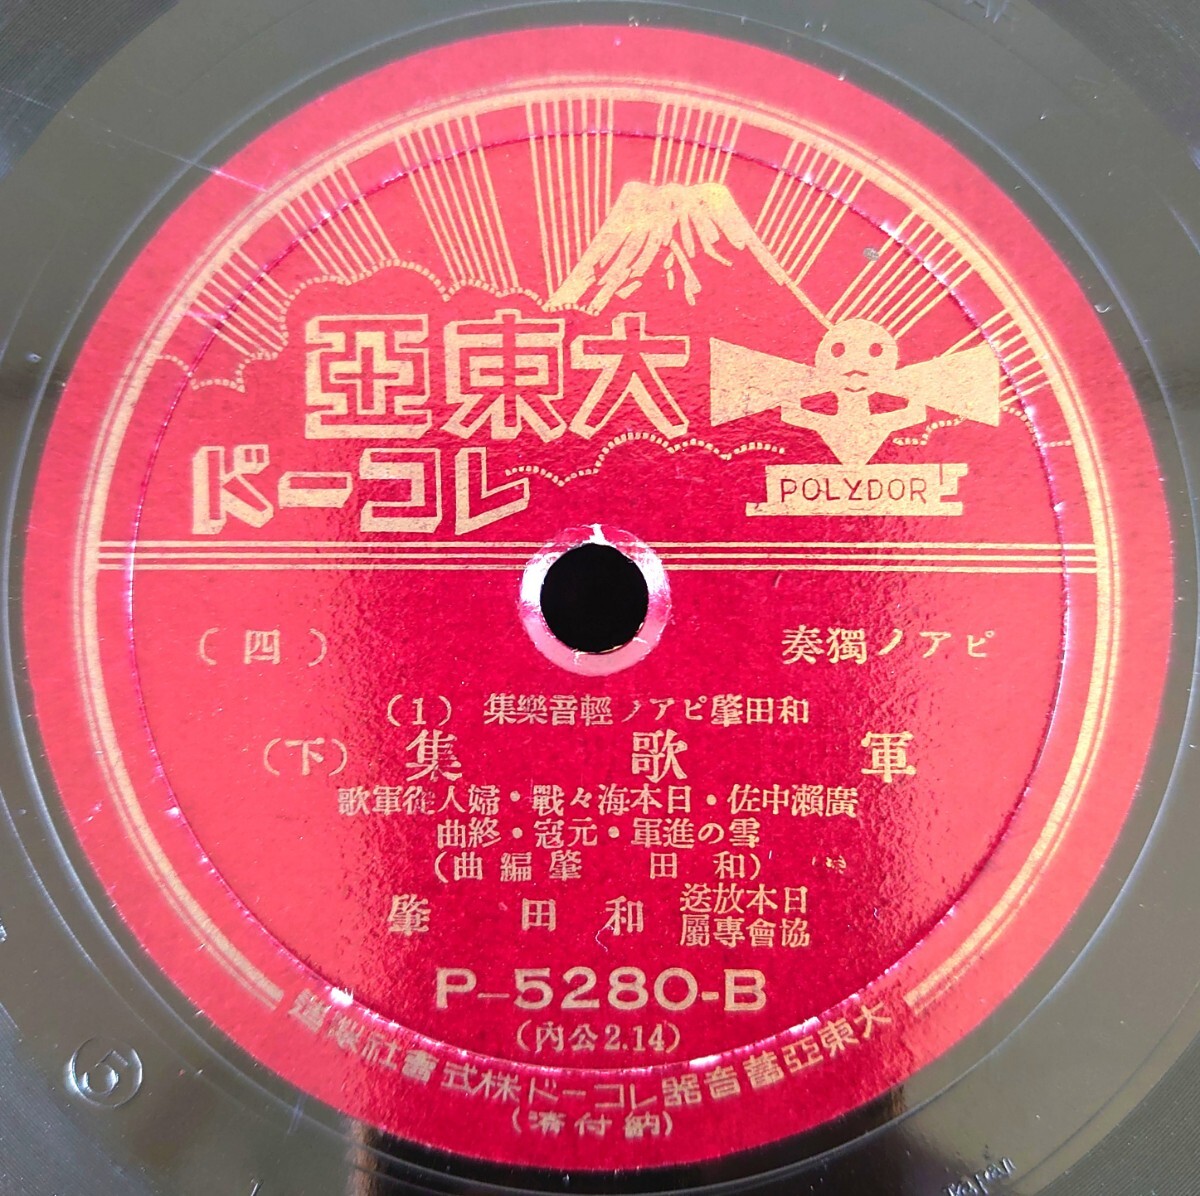 大東亞
レコード
POLYDOR
ピアノ獨奏 (四)
和田肇ピアノ輕音樂集 (1)
軍歌集 (下)
廣瀨中佐・日本海々戰・婦人從軍歌
雪の進軍・元寇・終曲
(和田肇編曲)
日本放送
協會專屬
和田肇
P-5280-B
(內公2.14)
大東亞蓄音器レコード株式會社製造
(納付濟)
5